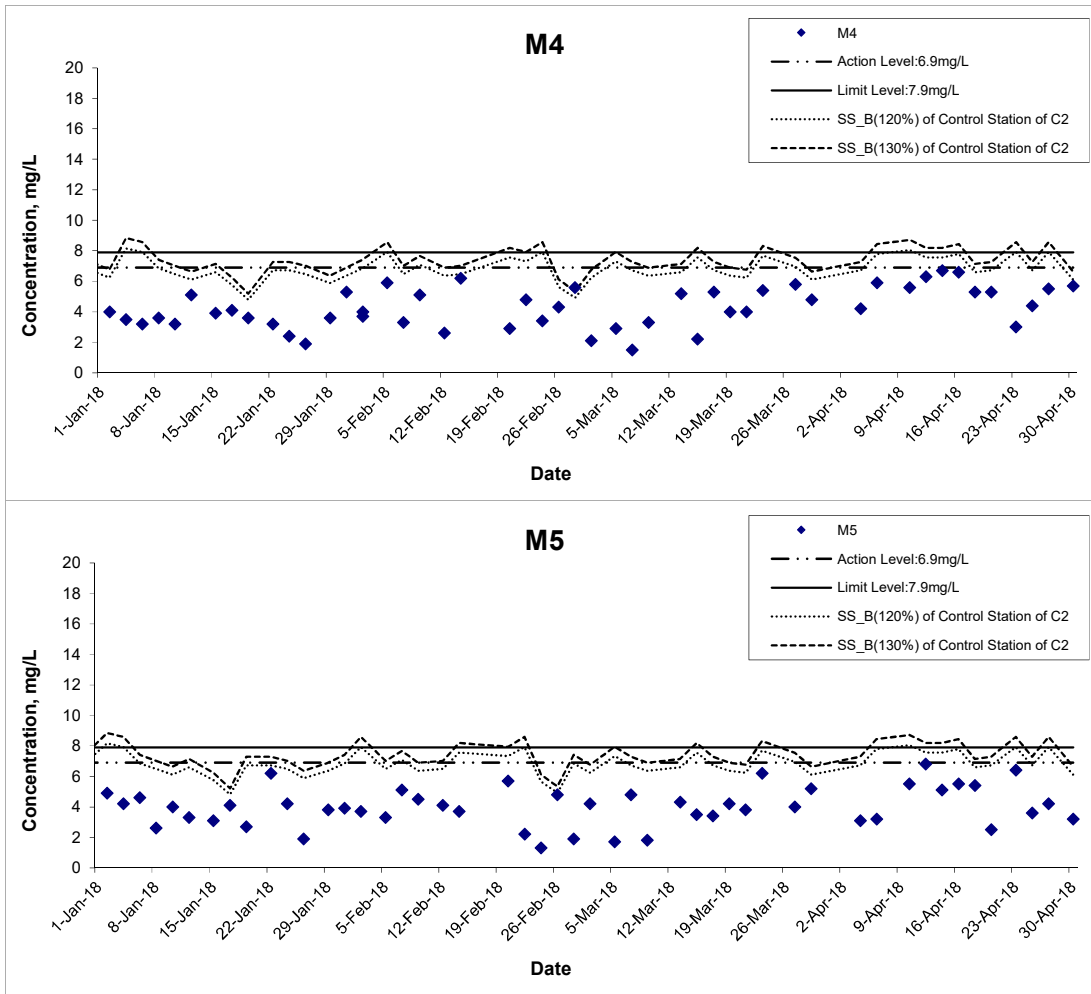 M4
M4
Action Level:6.9mg/L
Limit Level:7.9mg/L
SS_B(120%) of Control Station of C2
SS_B(130%) of Control Station of C2
Concentration, mg/L
20
18
16
14
12
10
8
6
4
2
0
1-Jan-18
8-Jan-18
15-Jan-18
22-Jan-18
29-Jan-18
5-Feb-18
12-Feb-18
19-Feb-18
26-Feb-18
5-Mar-18
12-Mar-18
19-Mar-18
26-Mar-18
2-Apr-18
9-Apr-18
16-Apr-18
23-Apr-18
30-Apr-18
Date
M5
M5
Action Level:6.9mg/L
Limit Level:7.9mg/L
SS_B(120%) of Control Station of C2
SS_B(130%) of Control Station of C2
Concentration, mg/L
20
18
16
14
12
10
8
6
4
2
0
1-Jan-18
8-Jan-18
15-Jan-18
22-Jan-18
29-Jan-18
5-Feb-18
12-Feb-18
19-Feb-18
26-Feb-18
5-Mar-18
12-Mar-18
19-Mar-18
26-Mar-18
2-Apr-18
9-Apr-18
16-Apr-18
23-Apr-18
30-Apr-18
Date